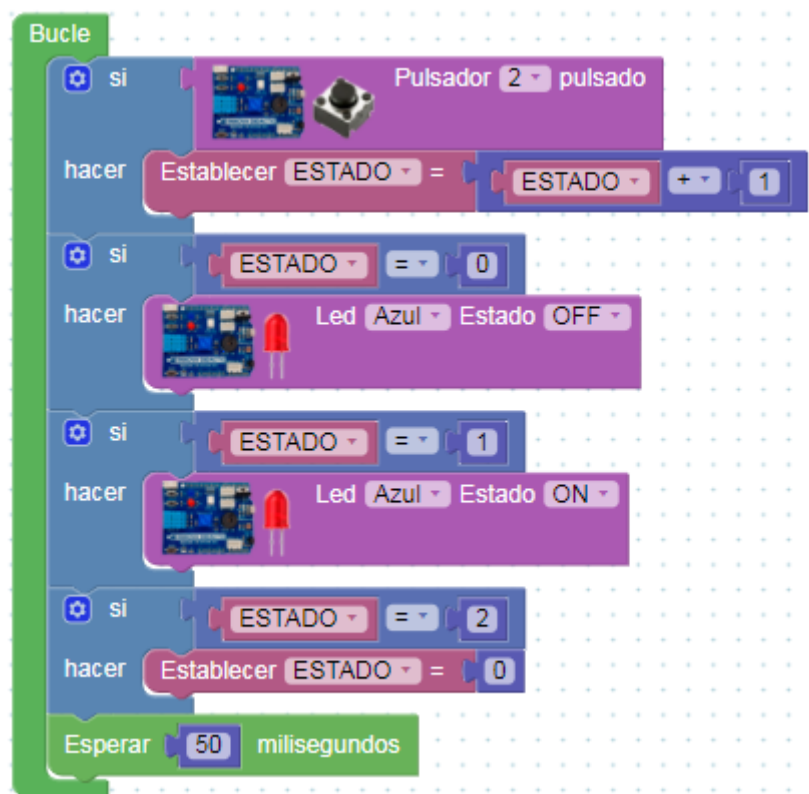 Bucle
si Pulsador 2 pulsado
hacer Establecer ESTADO = ESTADO + 1
si ESTADO = 0
hacer Led Azul Estado OFF
si ESTADO = 1
hacer Led Azul Estado ON
si ESTADO = 2
hacer Establecer ESTADO = 0
Esperar 50 milisegundos